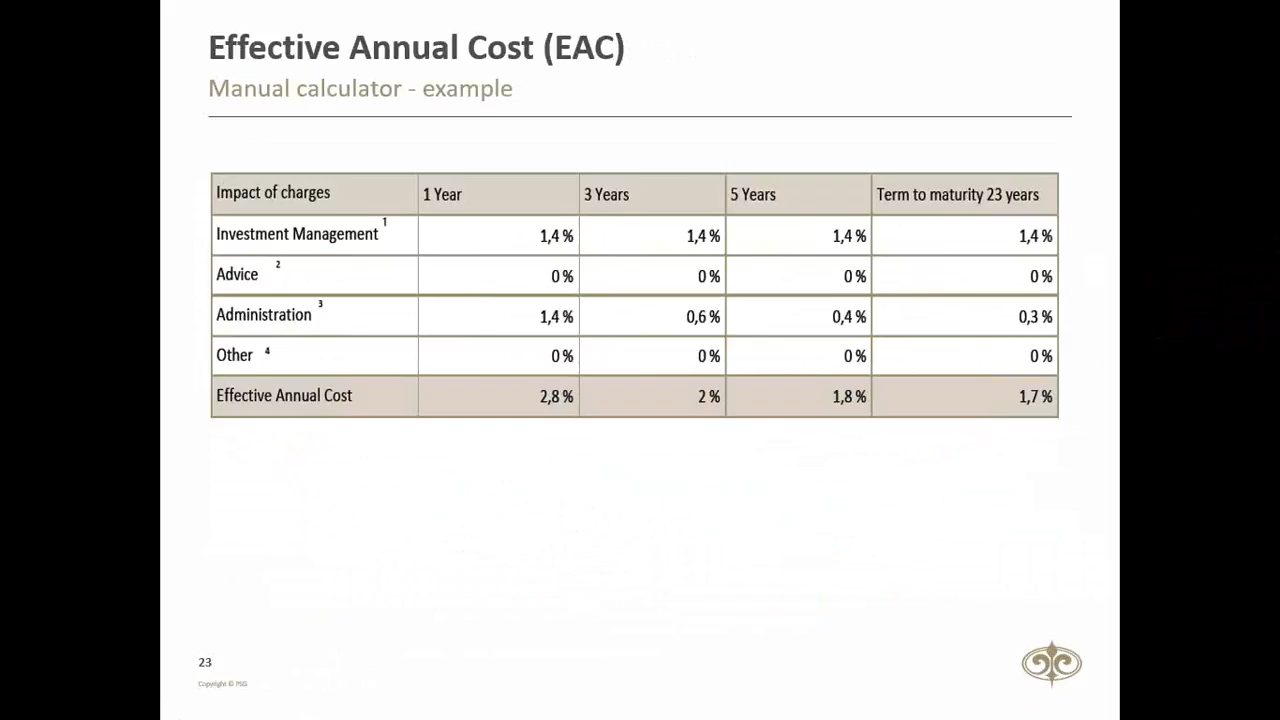 Effective Annual Cost (EAC)
Manual calculator - example
Impact of charges 1 Year 3 Years 5 Years Term to maturity 23 years
Investment Management 1 1,4 % 1,4 % 1,4 % 1,4 %
Advice 2 0 % 0 % 0 % 0 %
Administration 3 1,4 % 0,6 % 0,4 % 0,3 %
Other 4 0 % 0 % 0 % 0 %
Effective Annual Cost 2,8 % 2 % 1,8 % 1,7 %
23
Copyright © PSG